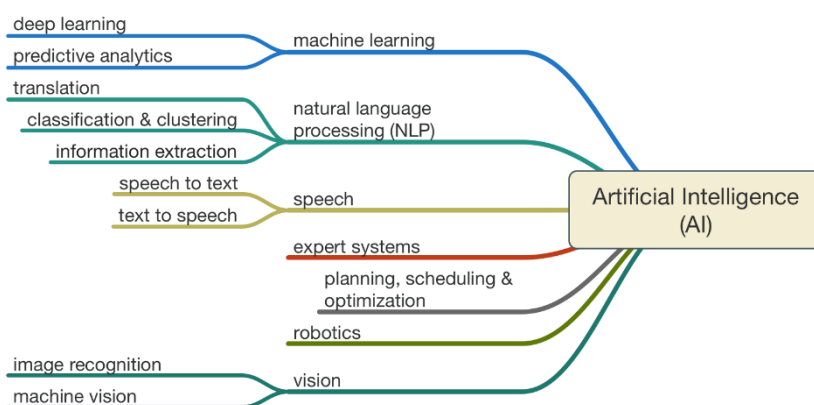 deep learning
predictive analytics
machine learning
translation
classification & clustering
information extraction
natural language
processing (NLP)
speech to text
text to speech
speech
expert systems
planning, scheduling &
optimization
robotics
image recognition
machine vision
vision
Artificial Intelligence
(AI)